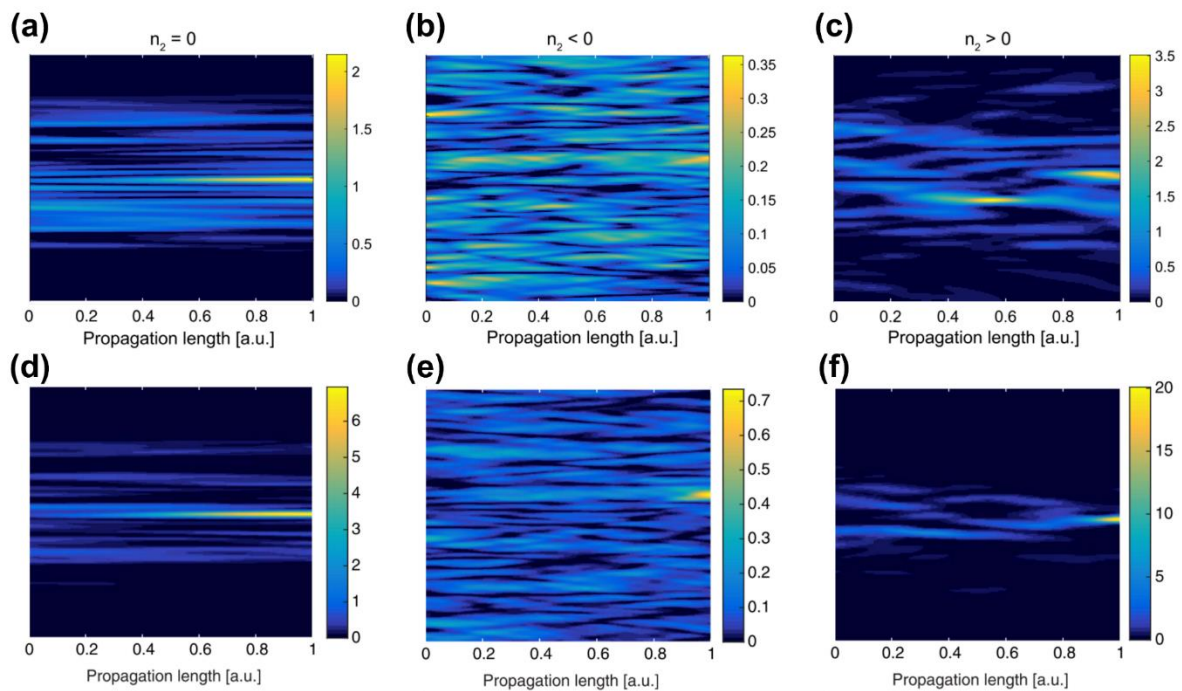 (a)
n2 = 0
2
1.5
1
0.5
0
0 0.2 0.4 0.6 0.8 1
Propagation length [a.u.]
(b)
n2 < 0
0.35
0.3
0.25
0.2
0.15
0.1
0.05
0
0 0.2 0.4 0.6 0.8 1
Propagation length [a.u.]
(c)
n2 > 0
3.5
3
2.5
2
1.5
1
0.5
0
0 0.2 0.4 0.6 0.8 1
Propagation length [a.u.]
(d)
6
5
4
3
2
1
0
0 0.2 0.4 0.6 0.8 1
Propagation length [a.u.]
(e)
0.7
0.6
0.5
0.4
0.3
0.2
0.1
0
0 0.2 0.4 0.6 0.8 1
Propagation length [a.u.]
(f)
20
15
10
5
0
0 0.2 0.4 0.6 0.8 1
Propagation length [a.u.]